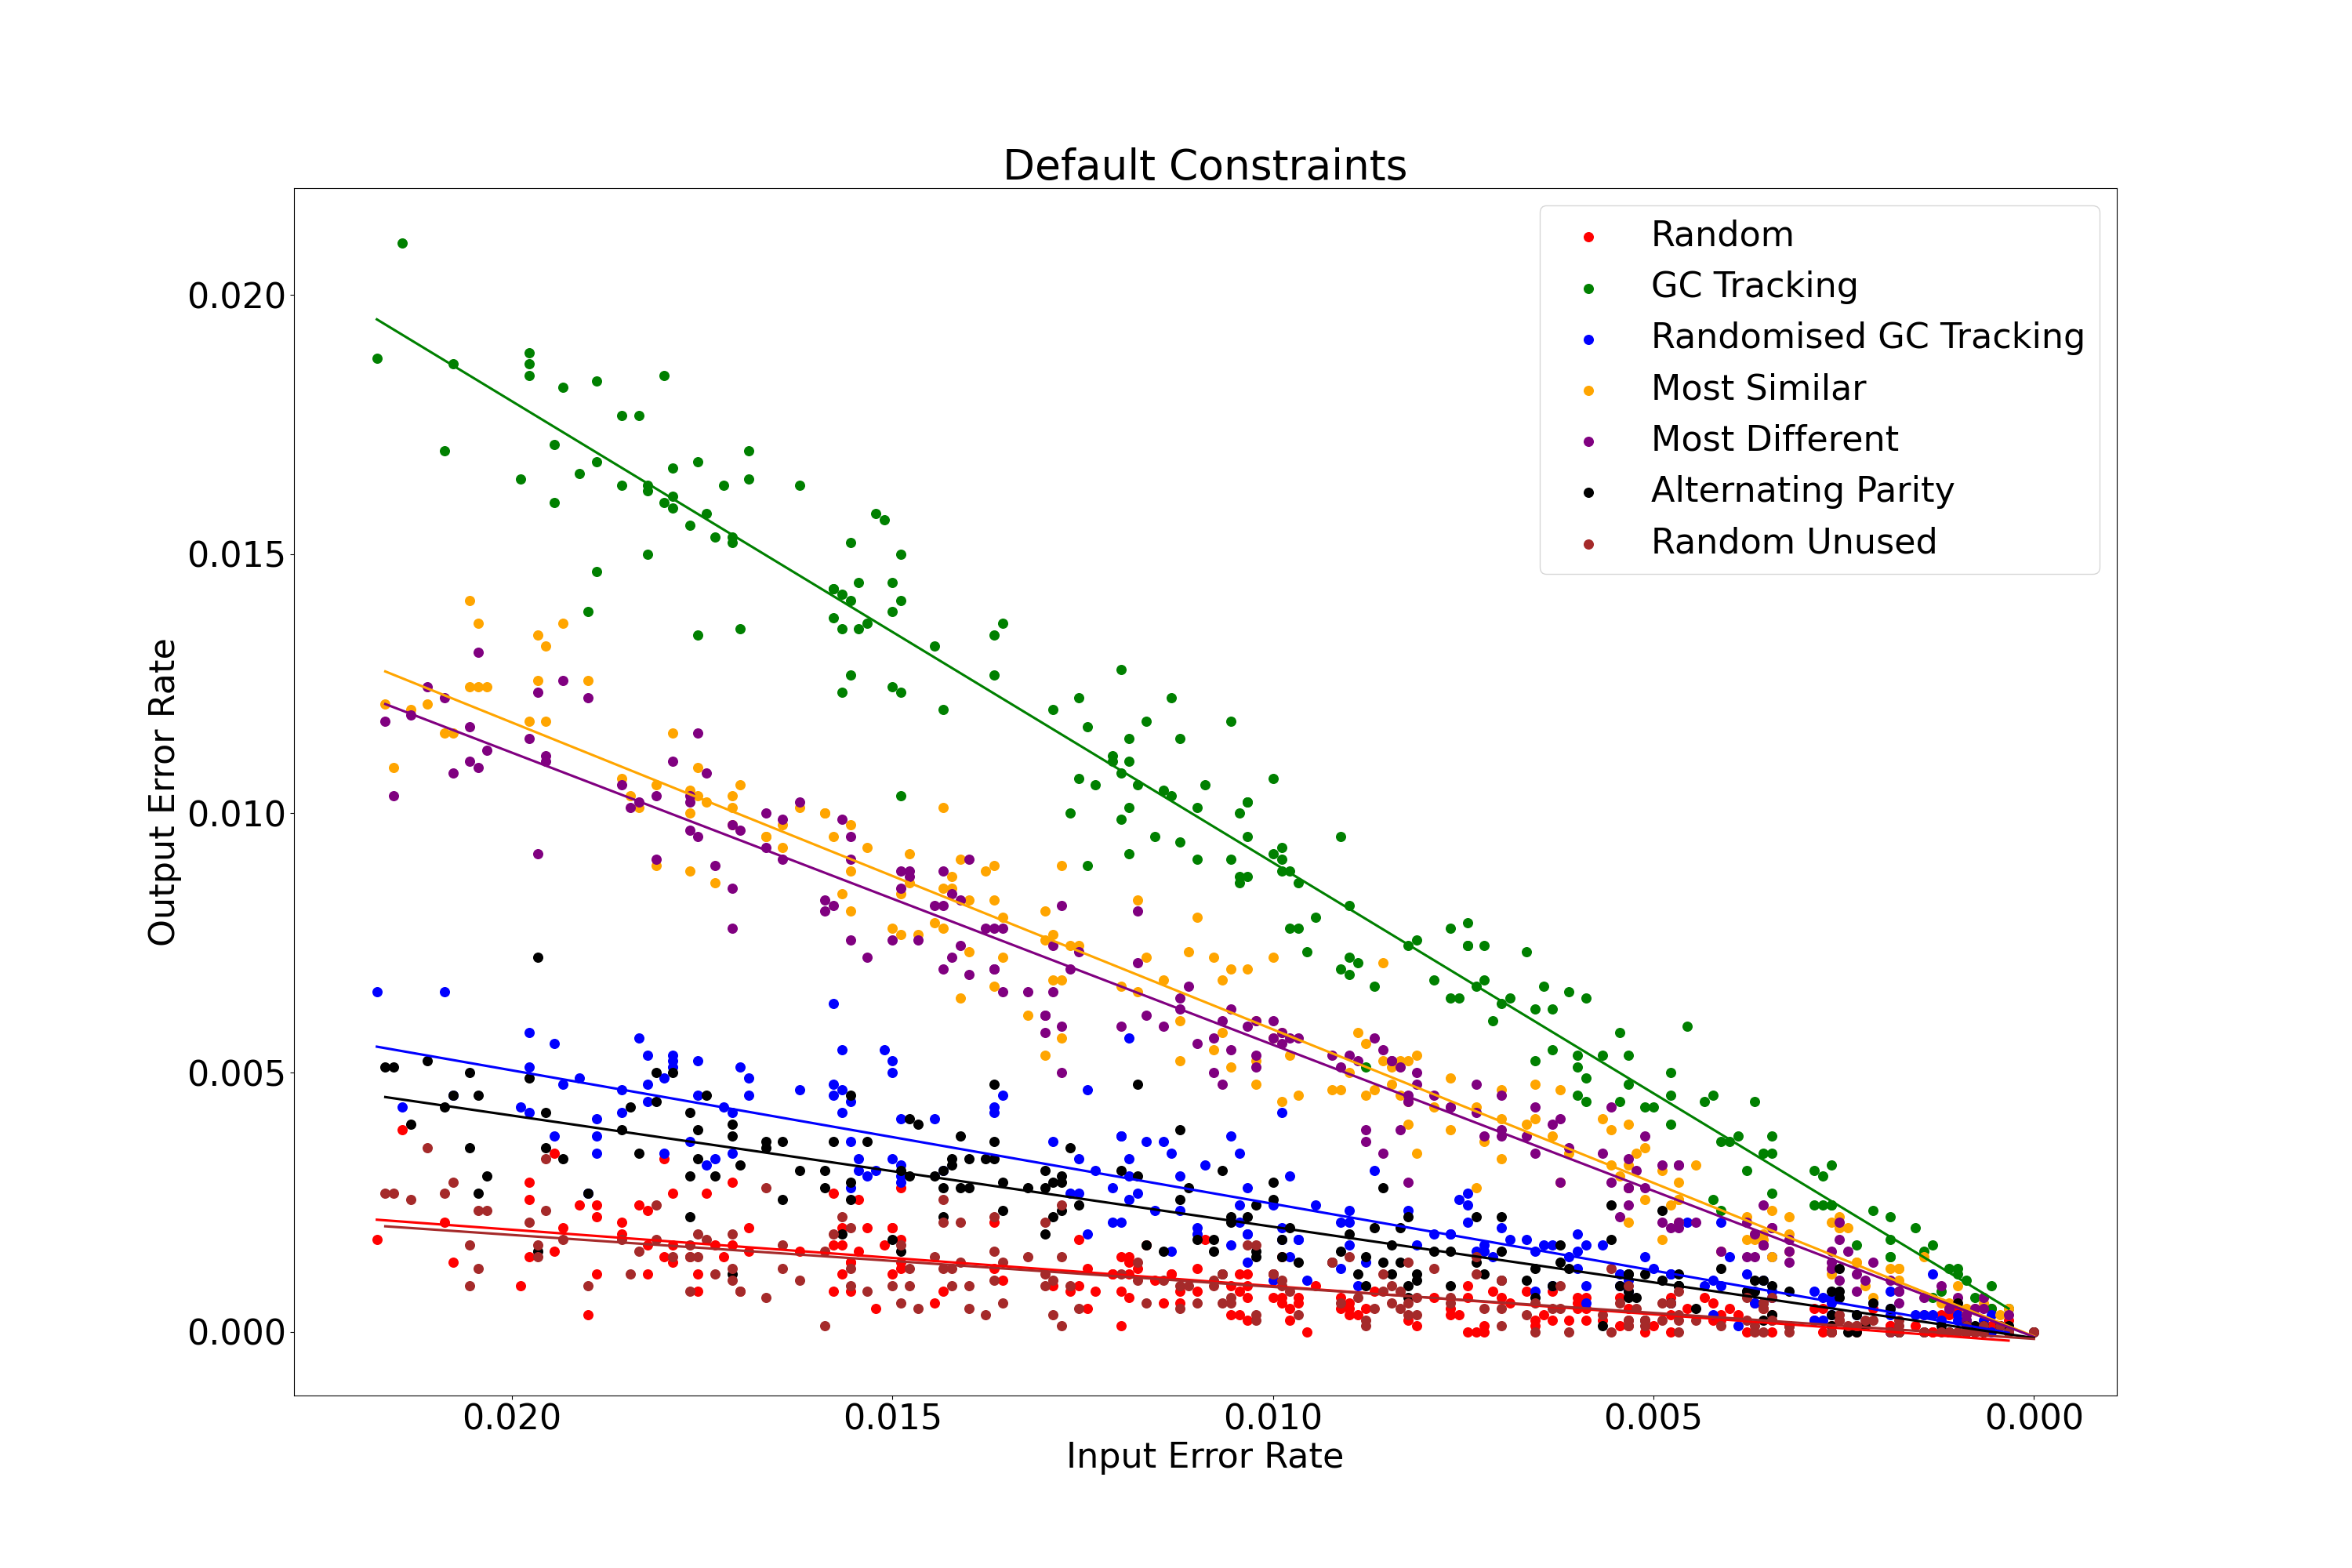 Default Constraints
Random
GC Tracking
Randomised GC Tracking
Most Similar
Most Different
Alternating Parity
Random Unused
0.020
0.015
0.010
0.005
0.000
Output Error Rate
0.020 0.015 0.010 0.005 0.000
Input Error Rate